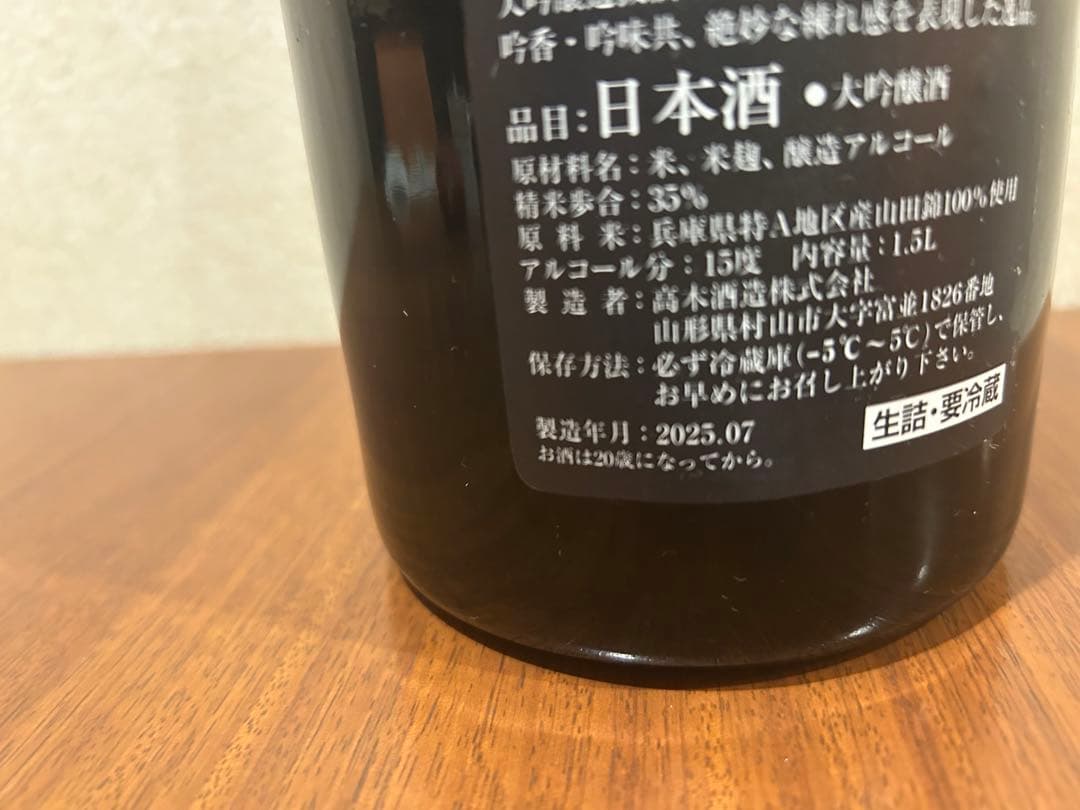 大吟醸
吟香・吟味共、絶妙な練れ感を表現した逸品。
品目：日本酒 ●大吟醸酒
原材料名：米、米麹、醸造アルコール
精米歩合：35%
原料米：兵庫県特A地区産山田錦100%使用
アルコール分：15度 内容量：1.5L
製造者：高木酒造株式会社
山形県村山市大字富並1826番地
保存方法：必ず冷蔵庫(−5℃～5℃)で保管し、
お早めにお召し上がり下さい。
生詰・要冷蔵
製造年月：2025.07
お酒は20歳になってから。